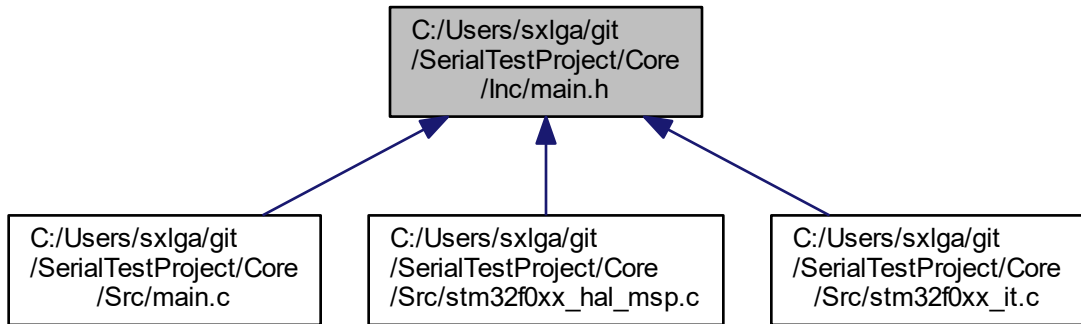 C:/Users/sxlga/git
/SerialTestProject/Core
/Inc/main.h
C:/Users/sxlga/git
/SerialTestProject/Core
/Src/main.c
C:/Users/sxlga/git
/SerialTestProject/Core
/Src/stm32f0xx_hal_msp.c
C:/Users/sxlga/git
/SerialTestProject/Core
/Src/stm32f0xx_it.c